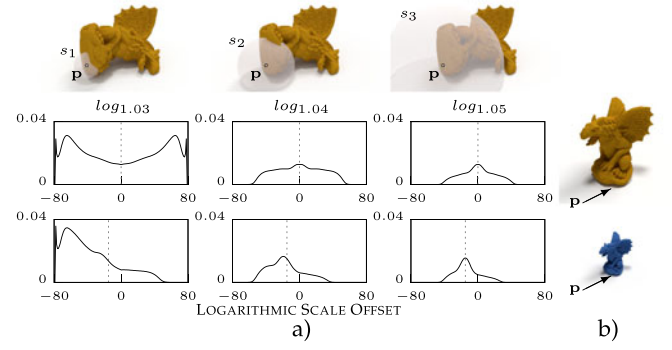 s1 p
s2 p
s3 p
log1.03 log1.04 log1.05
0.04 0.04 0.04
0 0 0
−80 0 80 −80 0 80 −80 0 80
p
0.04 0.04 0.04
0 0 0
−80 0 80 −80 0 80 −80 0 80
p
LOGARITHMIC SCALE OFFSET
a) b)